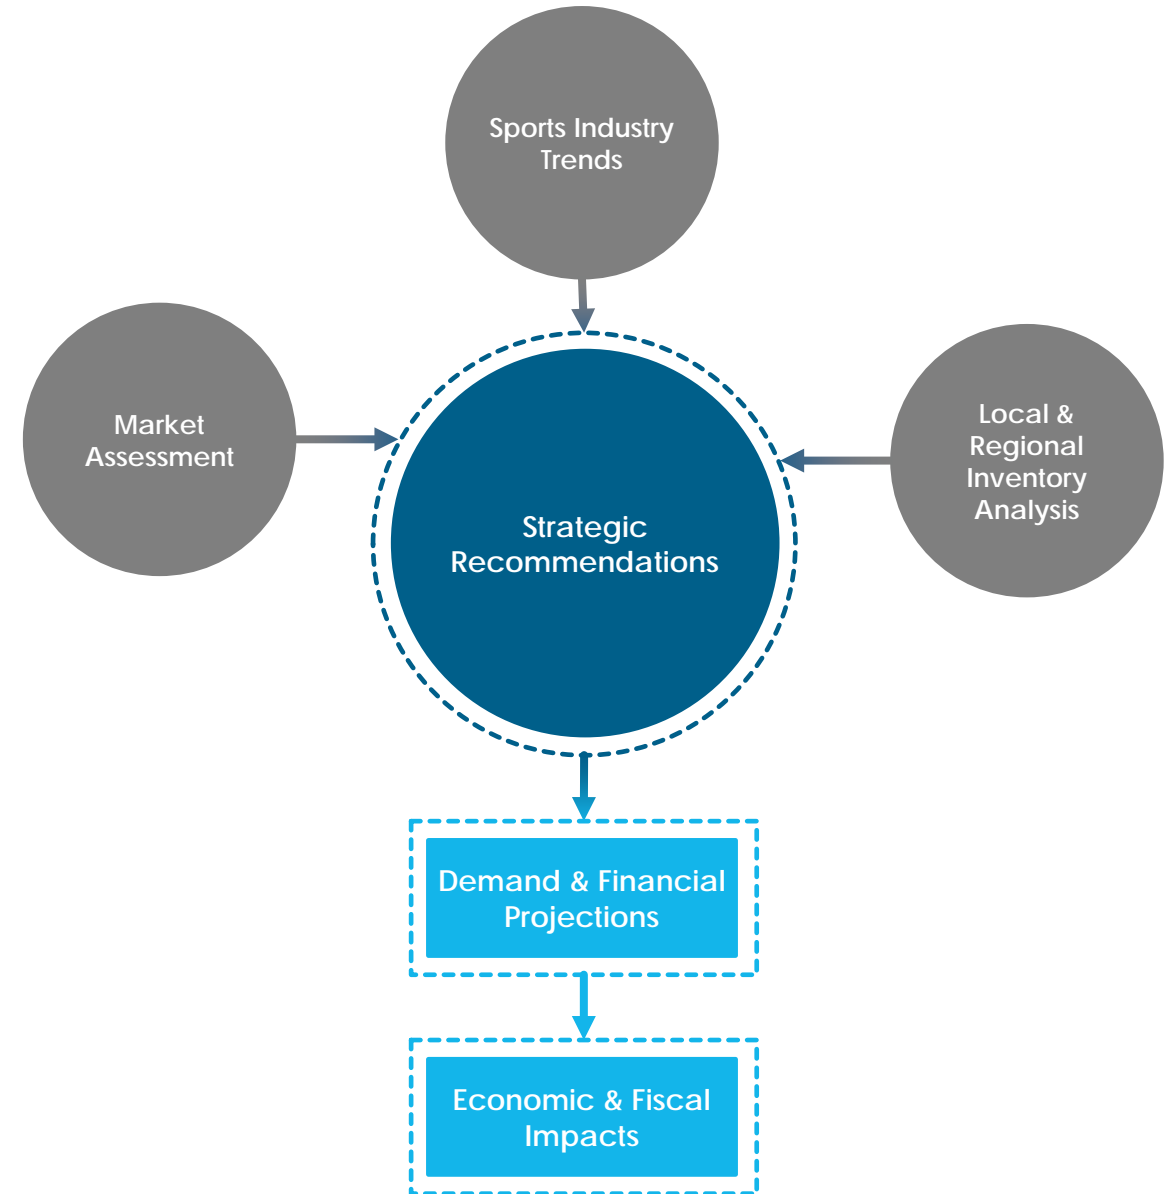 Sports Industry
Trends
Market
Assessment
Local &
Regional
Inventory
Analysis
Strategic
Recommendations
Demand & Financial
Projections
Economic & Fiscal
Impacts